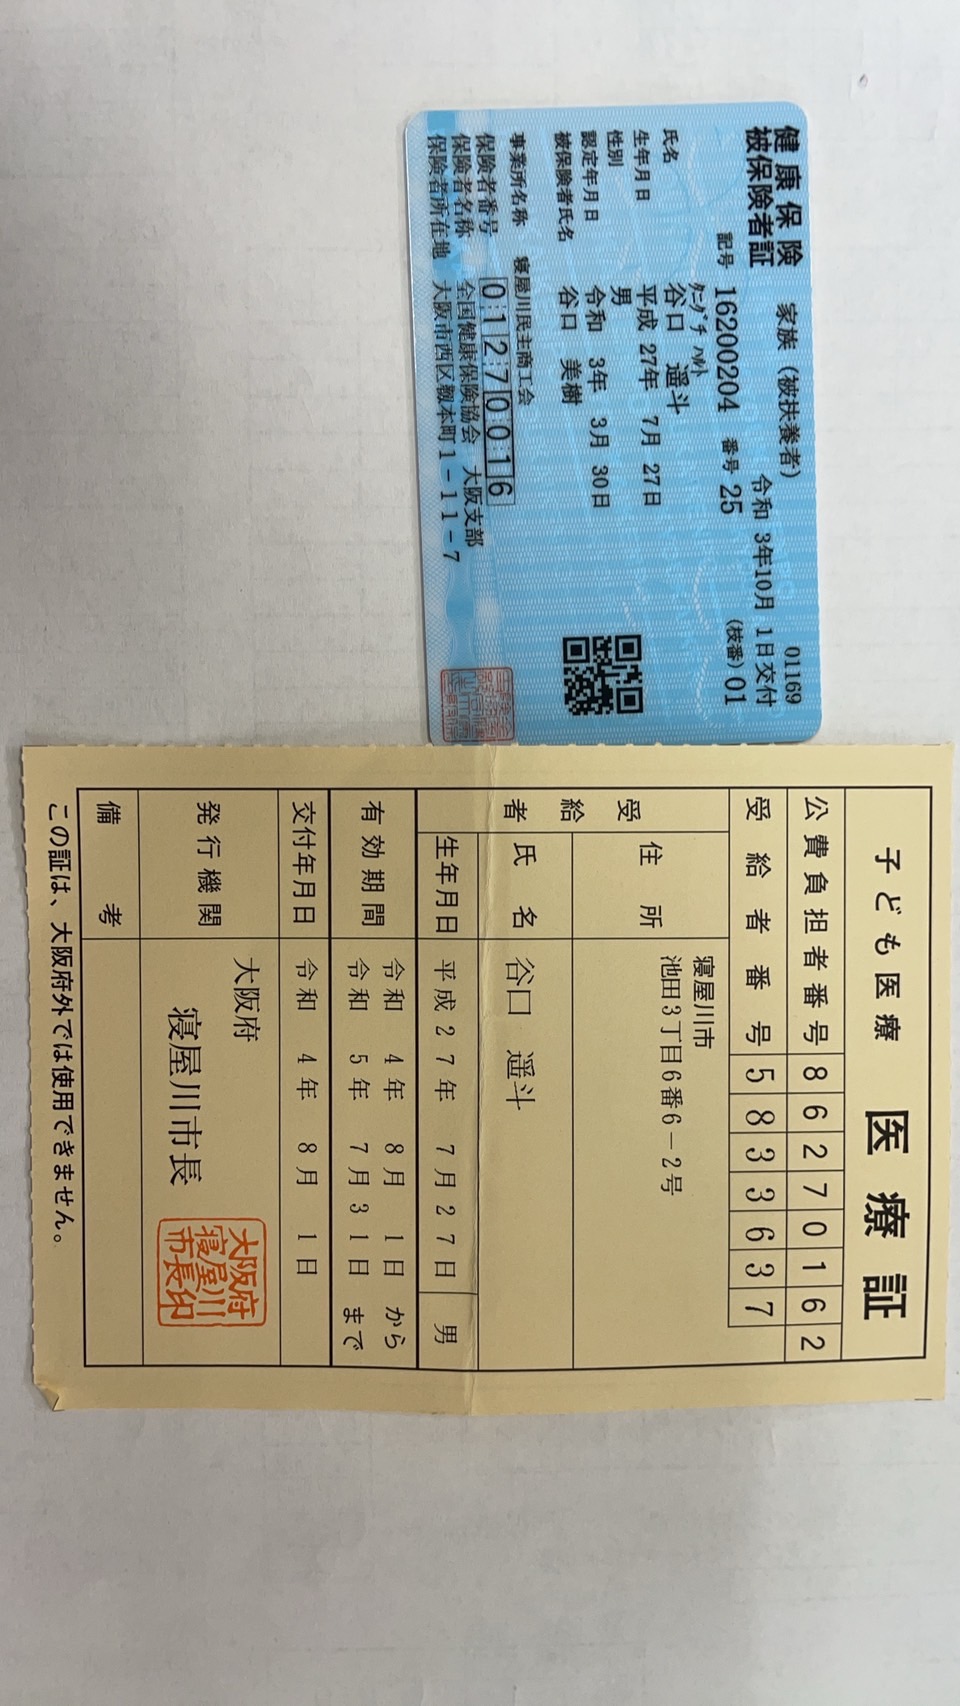 健康保険 家族（被扶養者） 01169
被保険者証 令和 3年10月 1日交付
記号 16200204 番号 25 (枝番) 01
ﾀﾆｸﾞﾁ ﾊﾙﾄ
氏名 谷口 遥斗
生年月日 平成 27年 7月 27日
性別 男
認定年月日 令和 3年 3月 30日
被保険者氏名 谷口 美樹
事業所名称 寝屋川民主商工会
保険者番号 01270016
保険者名称 全国健康保険協会 大阪支部
保険者所在地 大阪市西区靱本町1-11-7
子ども医療 医療証
公費負担者番号 86270162
受給者番号 5833637
受給者
住所 寝屋川市
池田3丁目6番6-2号
氏名 谷口 遥斗
生年月日 平成27年 7月27日 男
有効期間 令和 4年 8月 1日 から
令和 5年 7月31日 まで
交付年月日 令和 4年 8月 1日
発行機関 大阪府
寝屋川市長
大阪府
寝屋川
市長印
備考
この証は、大阪府外では使用できません。